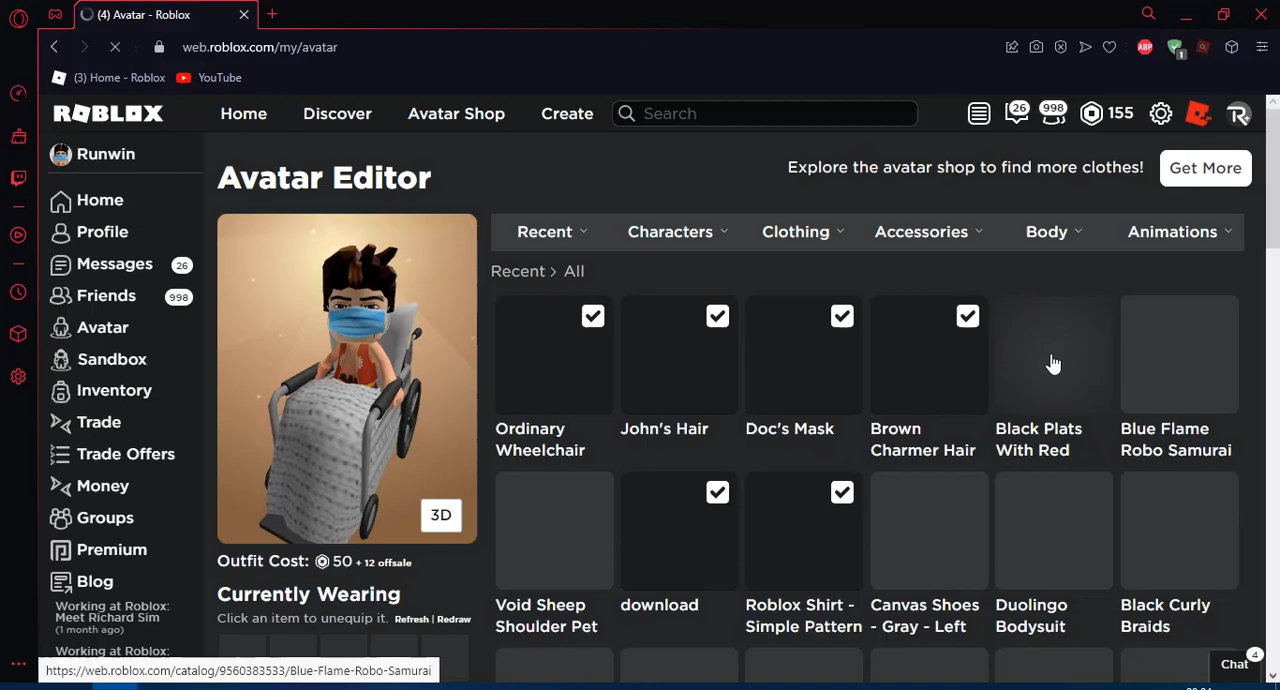 (4) Avatar - Roblox
web.roblox.com/my/avatar
ABP
1
(3) Home - Roblox
YouTube
ROBLOX
Home
Discover
Avatar Shop
Create
Search
26
998
155
Runwin
Home
Profile
Messages
26
Friends
998
Avatar
Sandbox
Inventory
Trade
Trade Offers
Money
Groups
Premium
Blog
Working at Roblox:
Meet Richard Sim
(1 month ago)
Working at Roblox:
Avatar Editor
Explore the avatar shop to find more clothes!
Get More
3D
Outfit Cost: 50 + 12 offsale
Currently Wearing
Click an item to unequip it. Refresh | Redraw
Recent
Characters
Clothing
Accessories
Body
Animations
Recent > All
Ordinary
Wheelchair
John's Hair
Doc's Mask
Brown
Charmer Hair
Black Plats
With Red
Blue Flame
Robo Samurai
Void Sheep
Shoulder Pet
download
Roblox Shirt -
Simple Pattern
Canvas Shoes
- Gray - Left
Duolingo
Bodysuit
Black Curly
Braids
Chat
4
https://web.roblox.com/catalog/9560383533/Blue-Flame-Robo-Samurai